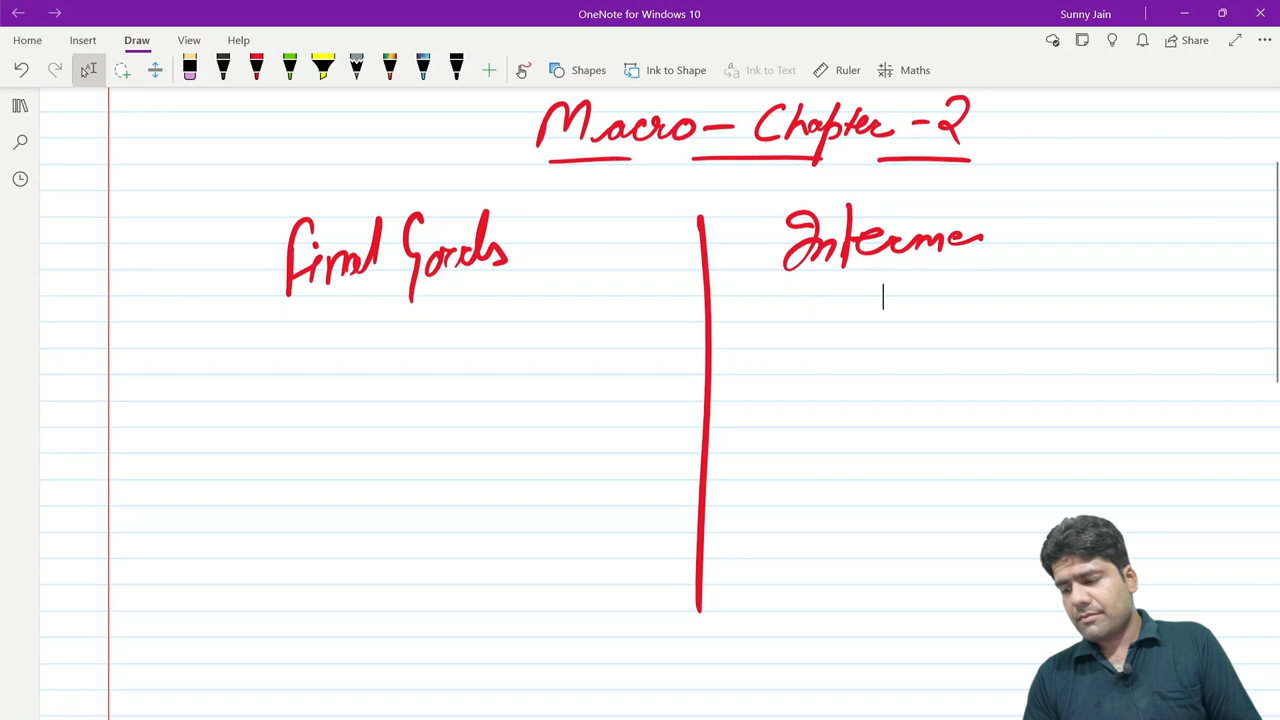 OneNote for Windows 10
Sunny Jain
Home Insert Draw View Help
Share
Shapes Ink to Shape Ink to Text Ruler Maths
Macro - Chapter - 2
Final Goods
Interme